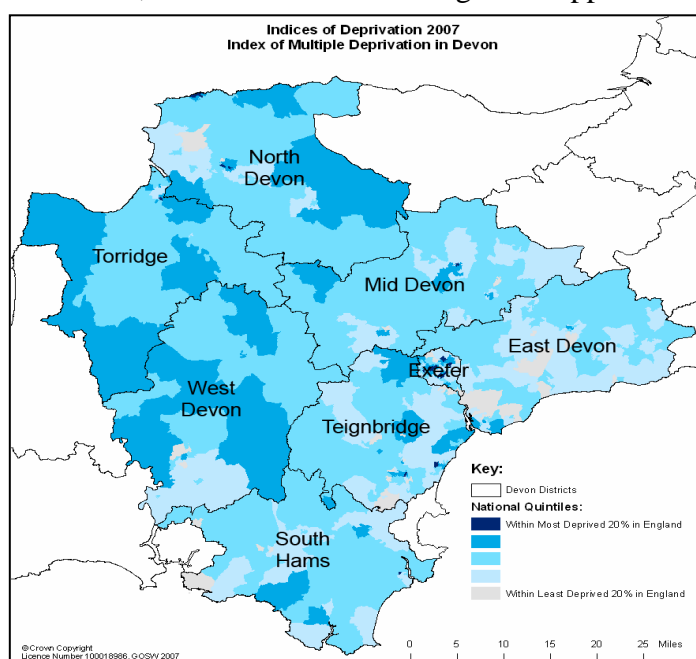 Indices of Deprivation 2007
Index of Multiple Deprivation in Devon
North
Devon
Torridge
Mid Devon
East Devon
Exeter
West
Devon
Teignbridge
South
Hams
Key:
Devon Districts
National Quintiles:
Within Most Deprived 20% in England
Within Least Deprived 20% in England
0 5 10 15 20 25 Miles
© Crown Copyright
Licence Number 100018986, GOSW 2007